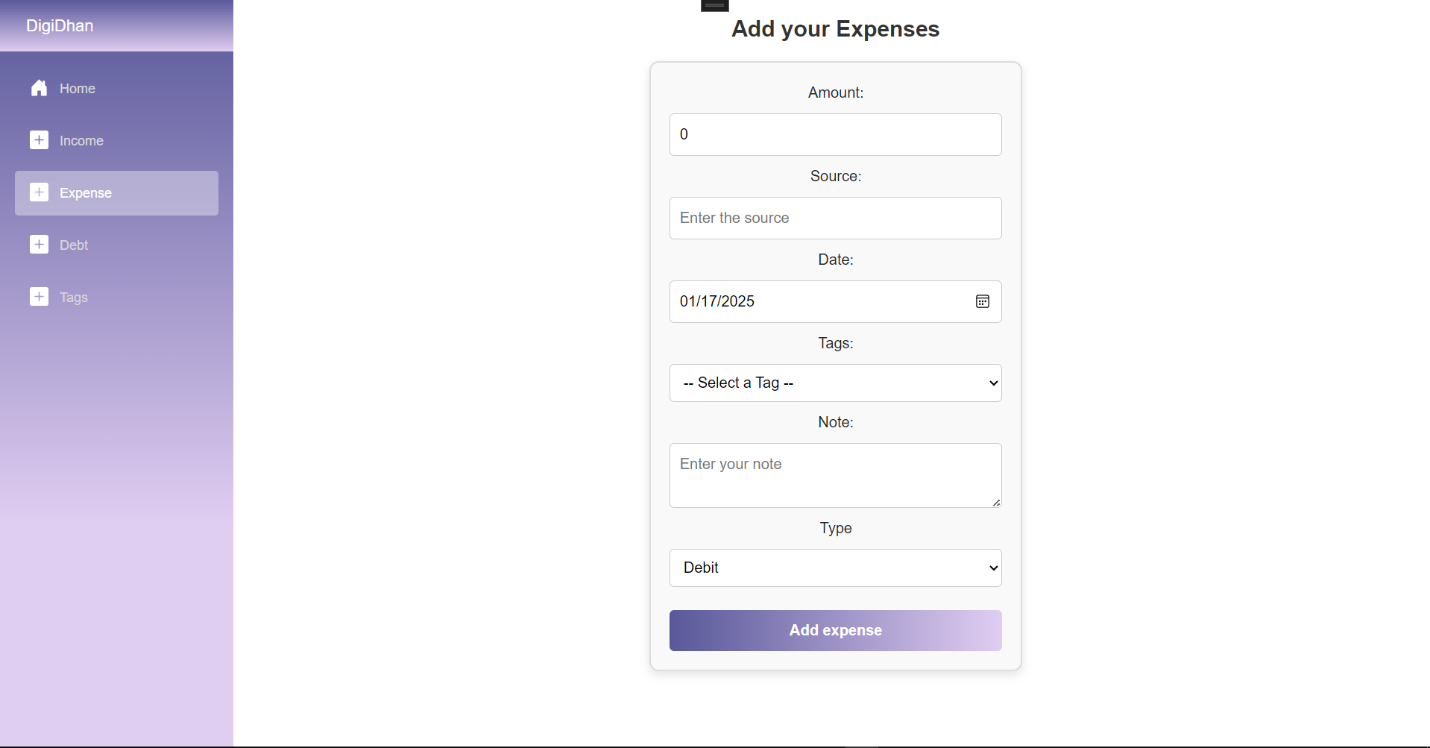 DigiDhan
Home
Income
Expense
Debt
Tags
Add your Expenses
Amount:
0
Source:
Enter the source
Date:
01/17/2025
Tags:
-- Select a Tag --
Note:
Enter your note
Type
Debit
Add expense